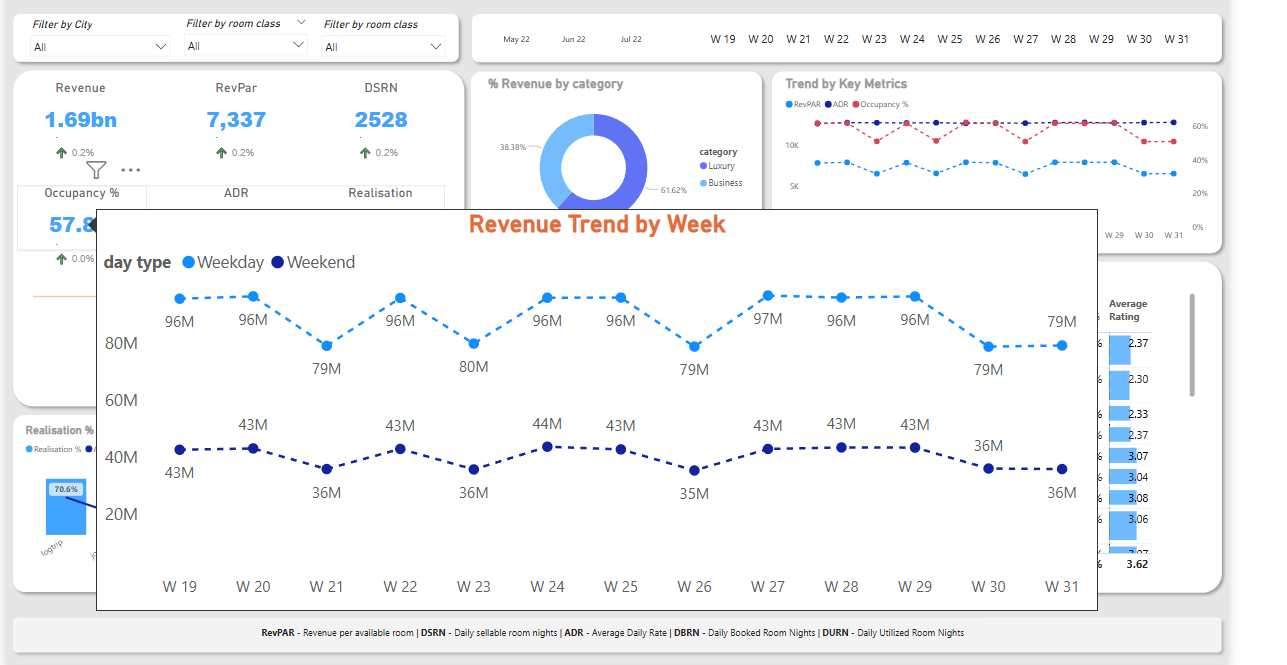 Filter by City
Filter by room class
Filter by room class
All
All
All
May 22
Jun 22
Jul 22
W 19 W 20 W 21 W 22 W 23 W 24 W 25 W 26 W 27 W 28 W 29 W 30 W 31
Revenue
RevPar
DSRN
1.69bn
7,337
2528
0.2%
0.2%
0.2%
Occupancy %
ADR
Realisation
57.8
0.0%
% Revenue by category
38.38%
61.62%
category
Luxury
Business
Trend by Key Metrics
RevPAR ADR Occupancy %
10K
5K
60%
40%
20%
0%
W 29 W 30 W 31
Revenue Trend by Week
day type Weekday Weekend
96M 96M 79M 96M 80M 96M 96M 79M 97M 96M 96M 79M 79M
80M
60M
40M
20M
43M 43M 36M 43M 36M 44M 43M 35M 43M 43M 43M 36M 36M
W 19 W 20 W 21 W 22 W 23 W 24 W 25 W 26 W 27 W 28 W 29 W 30 W 31
Realisation %
Realisation %
70.6%
logtrip
Average
Rating
2.37
2.30
2.33
2.37
3.07
3.04
3.08
3.06
3.62
RevPAR - Revenue per available room | DSRN - Daily sellable room nights | ADR - Average Daily Rate | DBRN - Daily Booked Room Nights | DURN - Daily Utilized Room Nights